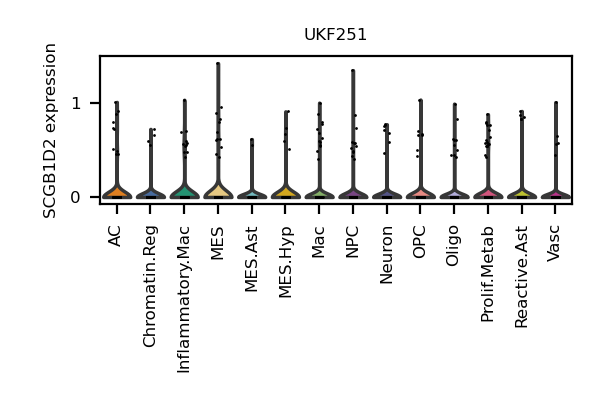 UKF251
SCGB1D2 expression
1
0
AC
Chromatin.Reg
Inflammatory.Mac
MES
MES.Ast
MES.Hyp
Mac
NPC
Neuron
OPC
Oligo
Prolif.Metab
Reactive.Ast
Vasc